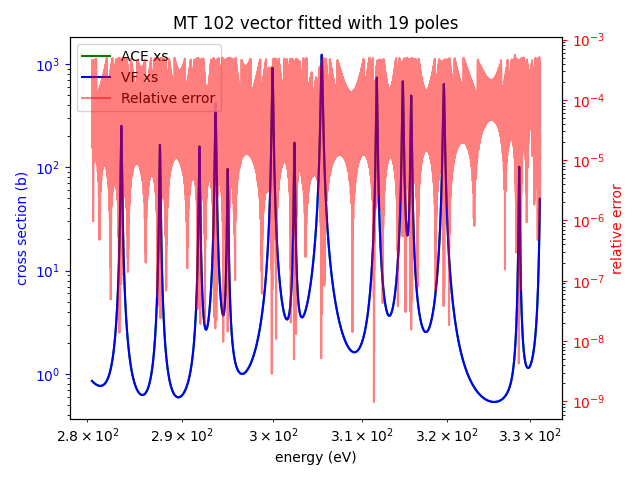 MT 102 vector fitted with 19 poles
ACE xs
VF xs
Relative error
cross section (b)
10³
10²
10¹
10⁰
relative error
10⁻³
10⁻⁴
10⁻⁵
10⁻⁶
10⁻⁷
10⁻⁸
10⁻⁹
2.8 × 10² 2.9 × 10² 3 × 10² 3.1 × 10² 3.2 × 10² 3.3 × 10²
energy (eV)